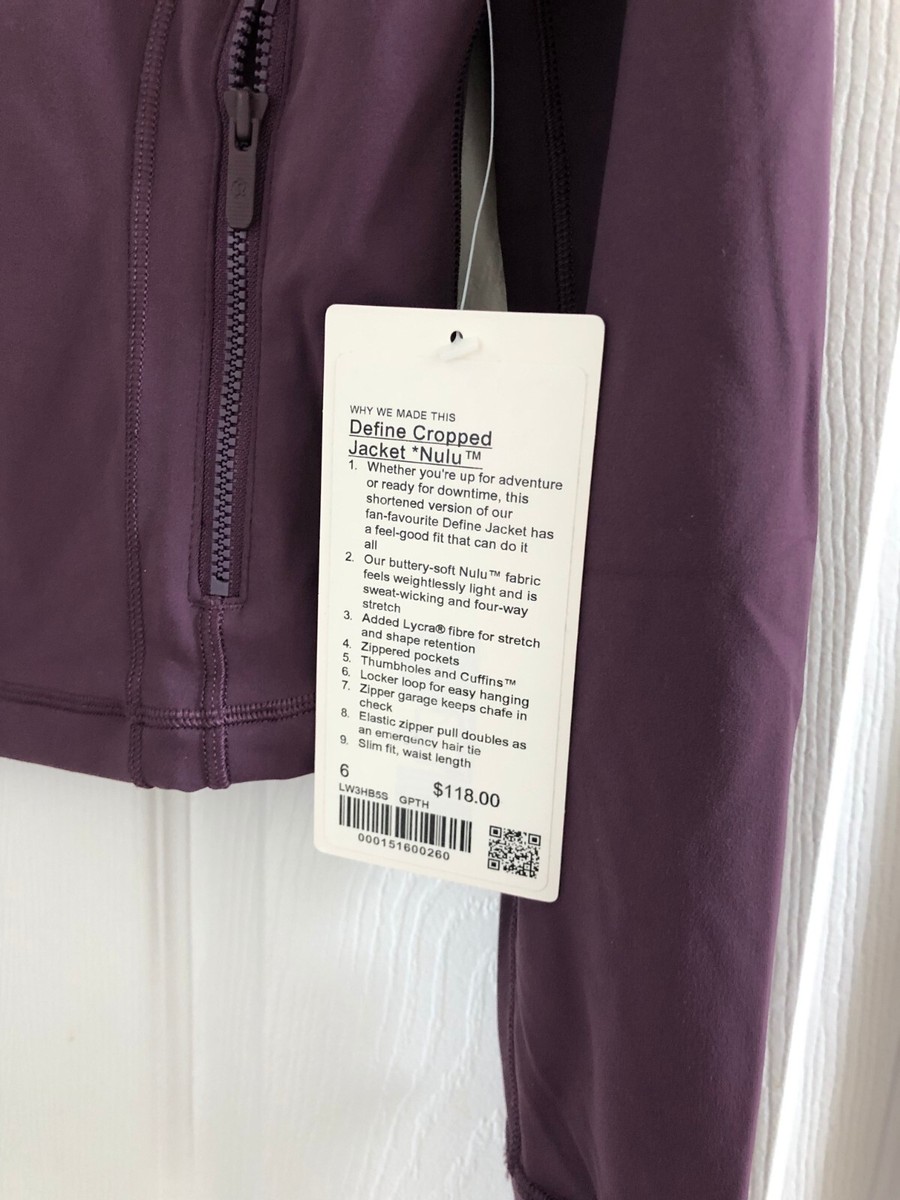 WHY WE MADE THIS
Define Cropped
Jacket *Nulu™
1. Whether you're up for adventure
or ready for downtime, this
shortened version of our
fan-favourite Define Jacket has
a feel-good fit that can do it
all
2. Our buttery-soft Nulu™ fabric
feels weightlessly light and is
sweat-wicking and four-way
stretch
3. Added Lycra® fibre for stretch
and shape retention
4. Zippered pockets
5. Thumbholes and Cuffins™
6. Locker loop for easy hanging
7. Zipper garage keeps chafe in
check
8. Elastic zipper pull doubles as
an emergency hair tie
9. Slim fit, waist length
6 $118.00
LW3HB5S GPTH
000151600260